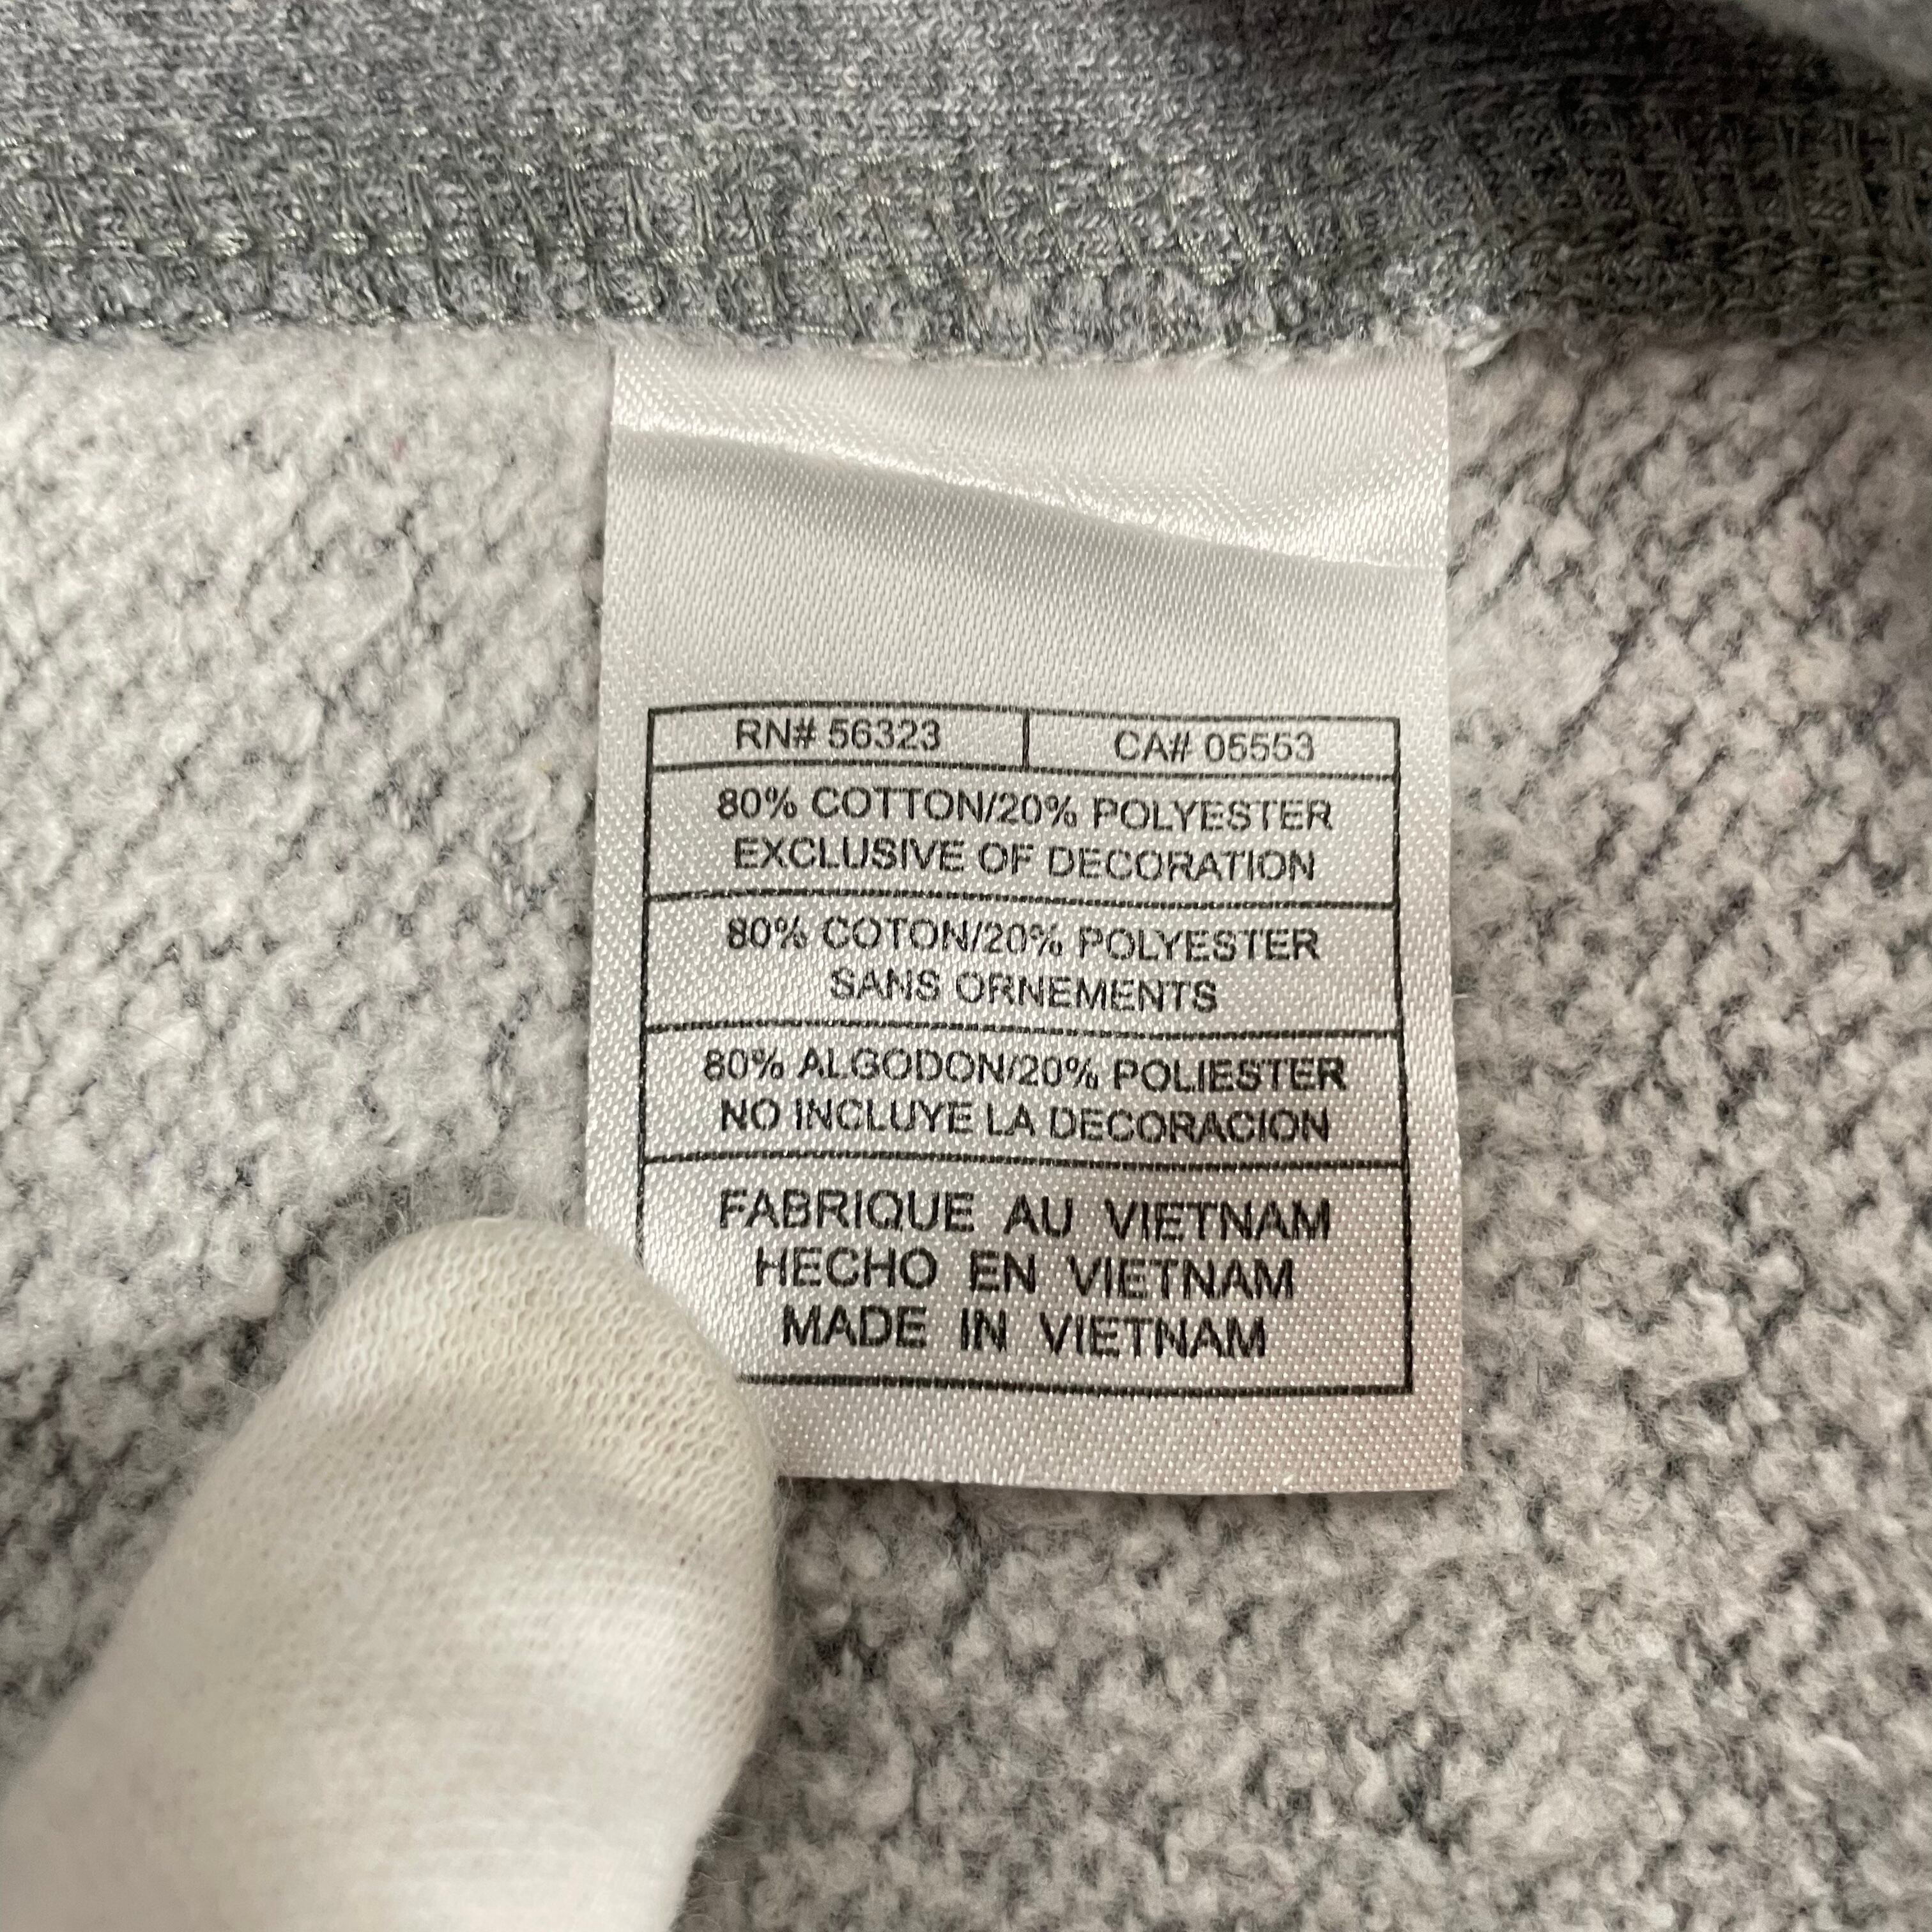 RN# 56323 CA# 05553
80% COTTON/20% POLYESTER
EXCLUSIVE OF DECORATION
80% COTON/20% POLYESTER
SANS ORNEMENTS
80% ALGODON/20% POLIESTER
NO INCLUYE LA DECORACION
FABRIQUE AU VIETNAM
HECHO EN VIETNAM
MADE IN VIETNAM